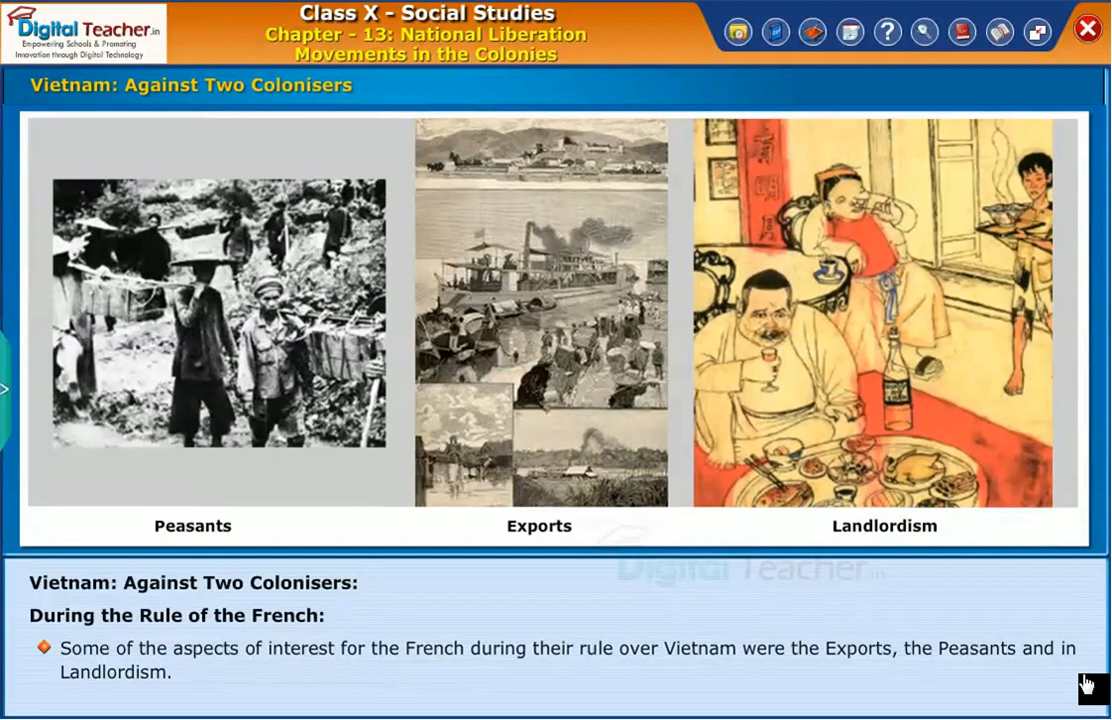 Digital Teacher.in
Empowering Schools & Promoting
Innovation through Digital Technology
Class X - Social Studies
Chapter - 13: National Liberation
Movements in the Colonies
Vietnam: Against Two Colonisers
Peasants
Exports
Landlordism
Digital Teacher.in
Vietnam: Against Two Colonisers:
During the Rule of the French:
Some of the aspects of interest for the French during their rule over Vietnam were the Exports, the Peasants and in
Landlordism.